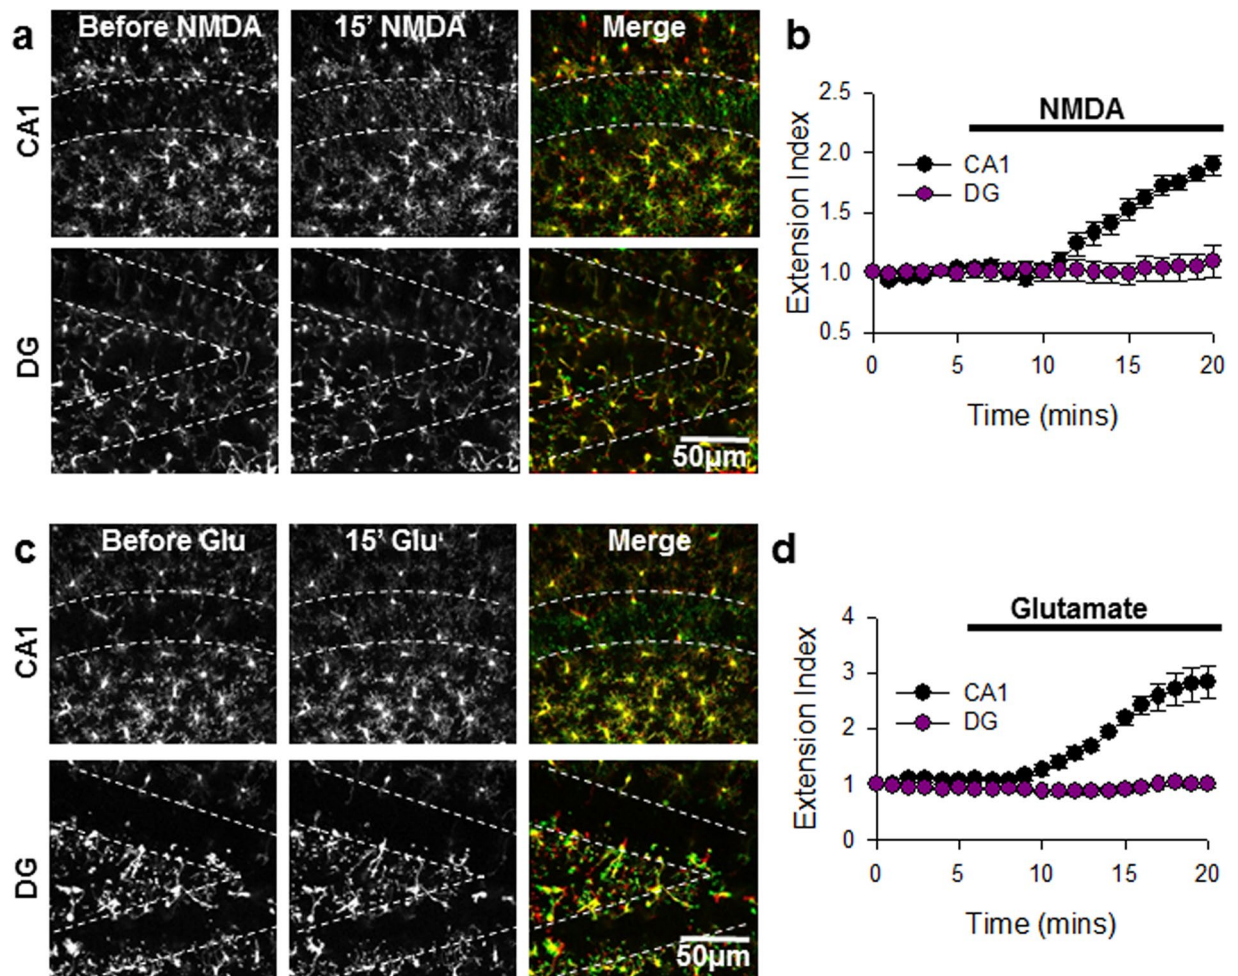 a
Before NMDA
15’ NMDA
Merge
CA1
DG
50µm
b
NMDA
CA1
DG
Extension Index
2.5
2.0
1.5
1.0
0.5
0 5 10 15 20
Time (mins)
c
Before Glu
15’ Glu
Merge
CA1
DG
50µm
d
Glutamate
CA1
DG
Extension Index
4
3
2
1
0
0 5 10 15 20
Time (mins)